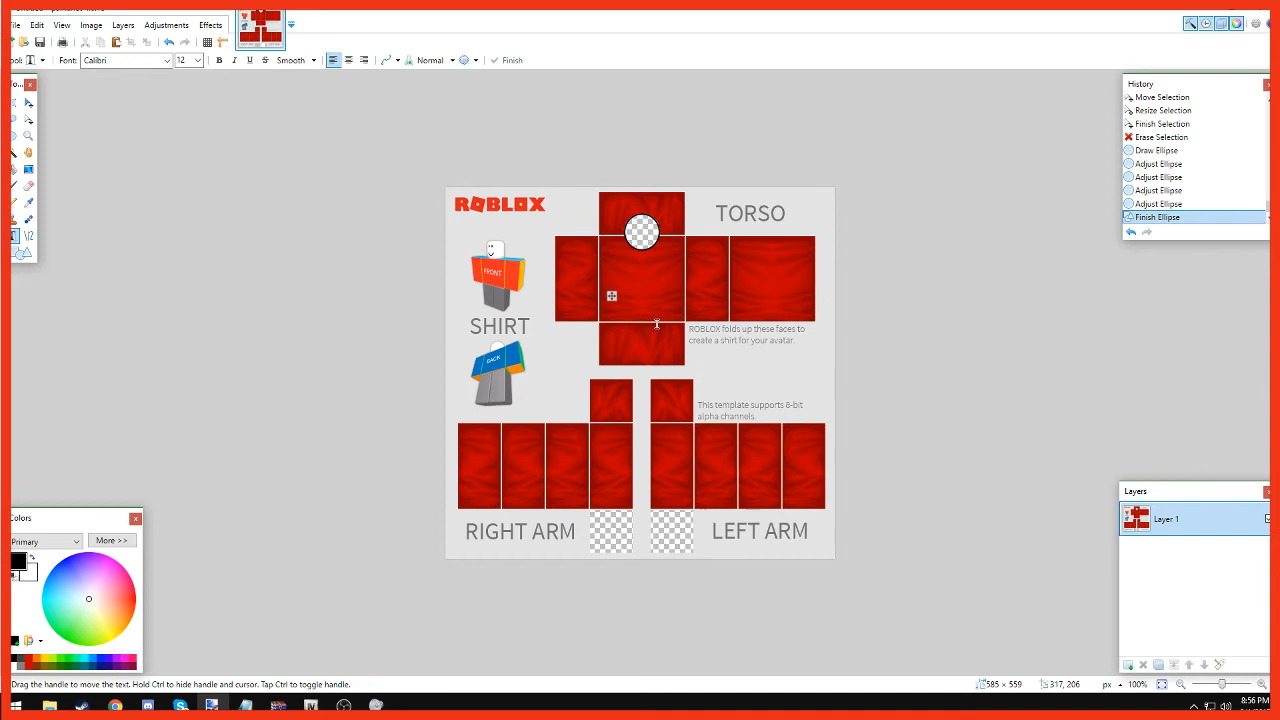 Edit View Image Layers Adjustments Effects
Font: Calibri 12 B I U S Smooth Normal Finish
History
Move Selection
Resize Selection
Finish Selection
Erase Selection
Draw Ellipse
Adjust Ellipse
Adjust Ellipse
Adjust Ellipse
Adjust Ellipse
Finish Ellipse
ROBLOX
TORSO
FRONT
SHIRT
BACK
ROBLOX folds up these faces to
create a shirt for your avatar.
This template supports 8-bit
alpha channels.
RIGHT ARM
LEFT ARM
Layers
Layer 1
Colors
Primary
More >>
Drag the handle to move the text. Hold Ctrl to hide handle and cursor. Tap Ctrl to toggle handle.
585 × 559
317, 206
px
100%
8:56 PM